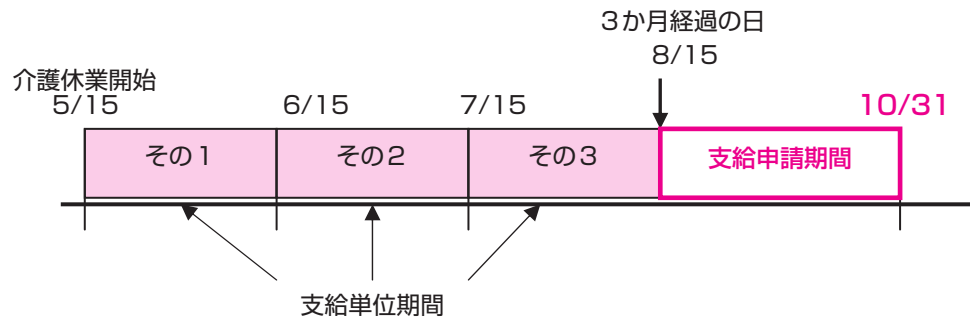 3か月経過の日
8/15
介護休業開始
5/15
6/15
7/15
10/31
その1
その2
その3
支給申請期間
支給単位期間